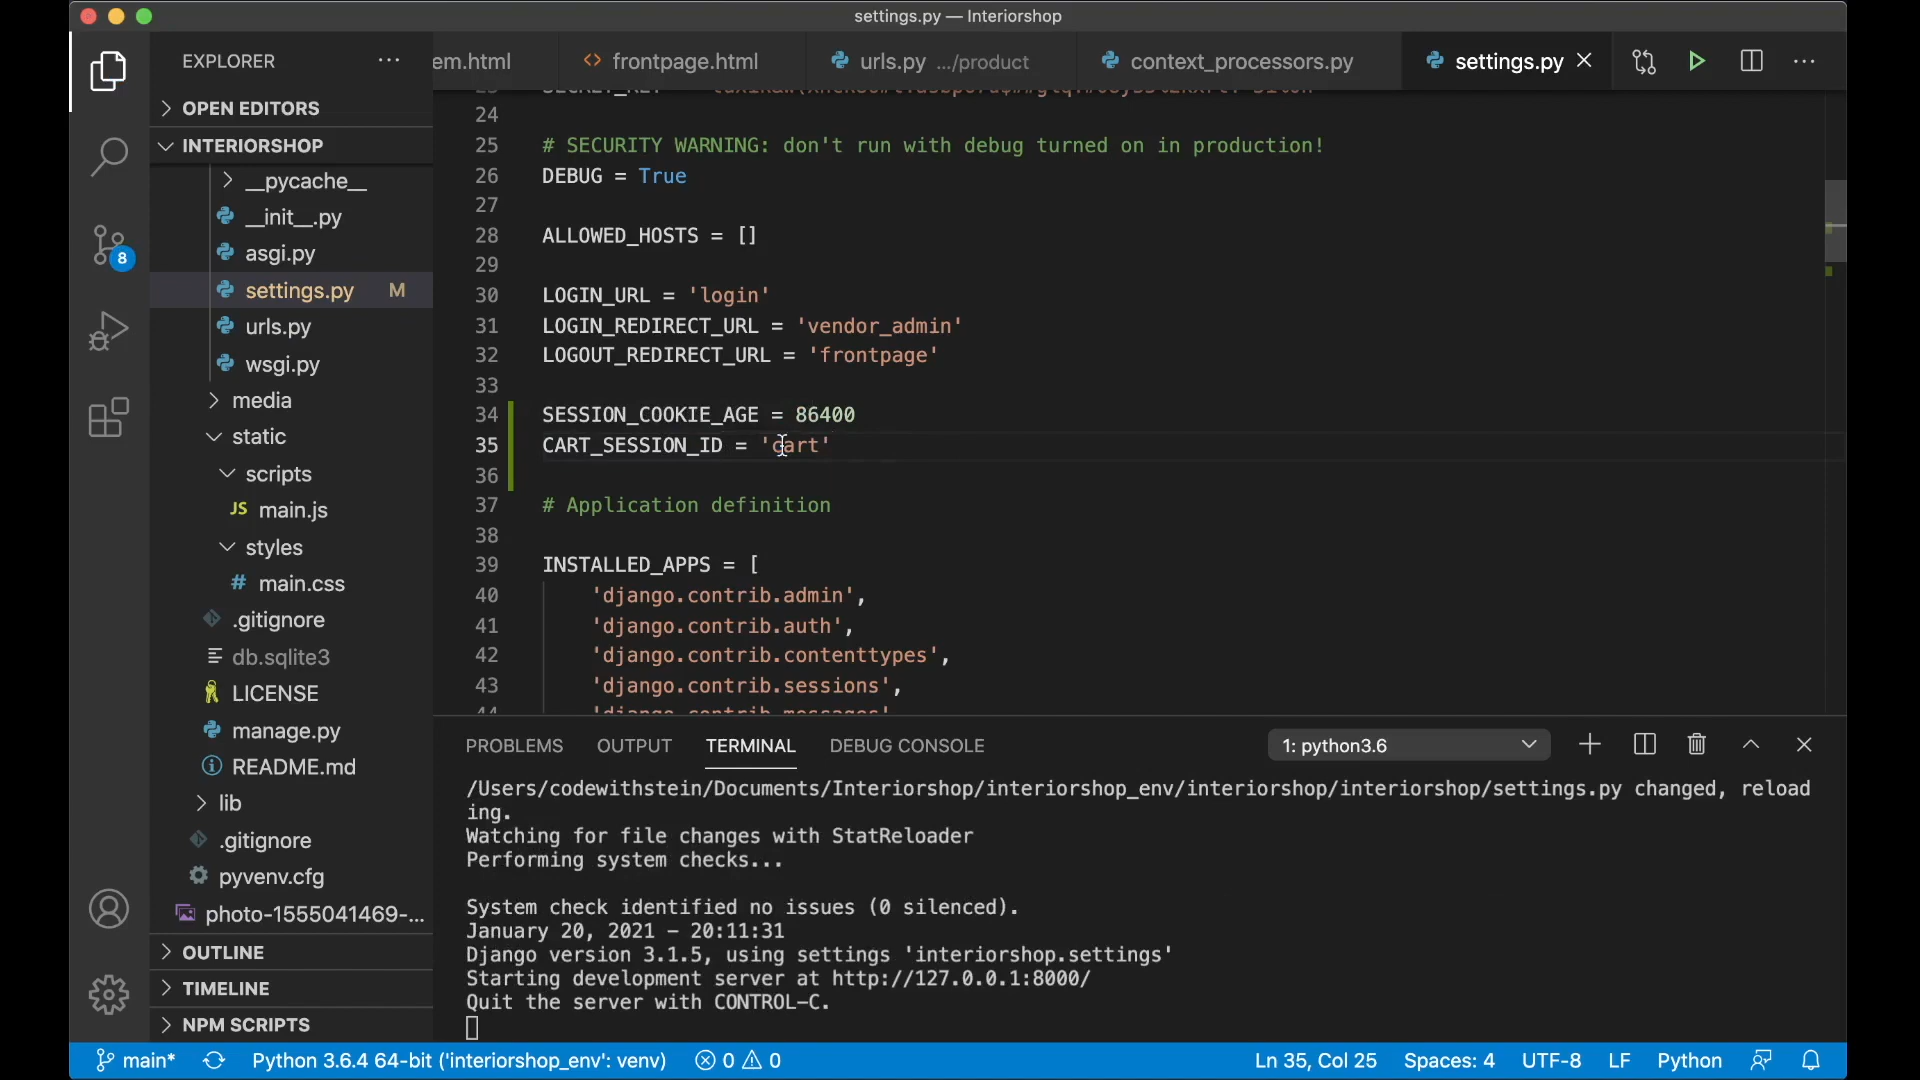 settings.py — Interiorshop
EXPLORER
em.html
frontpage.html
urls.py .../product
context_processors.py
settings.py
OPEN EDITORS
INTERIORSHOP
__pycache__
__init__.py
asgi.py
settings.py M
urls.py
wsgi.py
media
static
scripts
JS main.js
styles
# main.css
.gitignore
db.sqlite3
LICENSE
manage.py
README.md
lib
.gitignore
pyvenv.cfg
photo-1555041469-...
OUTLINE
TIMELINE
NPM SCRIPTS
8
24
25 # SECURITY WARNING: don't run with debug turned on in production!
26 DEBUG = True
27
28 ALLOWED_HOSTS = []
29
30 LOGIN_URL = 'login'
31 LOGIN_REDIRECT_URL = 'vendor_admin'
32 LOGOUT_REDIRECT_URL = 'frontpage'
33
34 SESSION_COOKIE_AGE = 86400
35 CART_SESSION_ID = 'cart'
36
37 # Application definition
38
39 INSTALLED_APPS = [
40 'django.contrib.admin',
41 'django.contrib.auth',
42 'django.contrib.contenttypes',
43 'django.contrib.sessions',
44 'django.contrib.messages',
PROBLEMS OUTPUT TERMINAL DEBUG CONSOLE
1: python3.6
/Users/codewithstein/Documents/Interiorshop/interiorshop_env/interiorshop/interiorshop/settings.py changed, reload
ing.
Watching for file changes with StatReloader
Performing system checks...
System check identified no issues (0 silenced).
January 20, 2021 - 20:11:31
Django version 3.1.5, using settings 'interiorshop.settings'
Starting development server at http://127.0.0.1:8000/
Quit the server with CONTROL-C.
main* Python 3.6.4 64-bit ('interiorshop_env': venv) 0 0 Ln 35, Col 25 Spaces: 4 UTF-8 LF Python